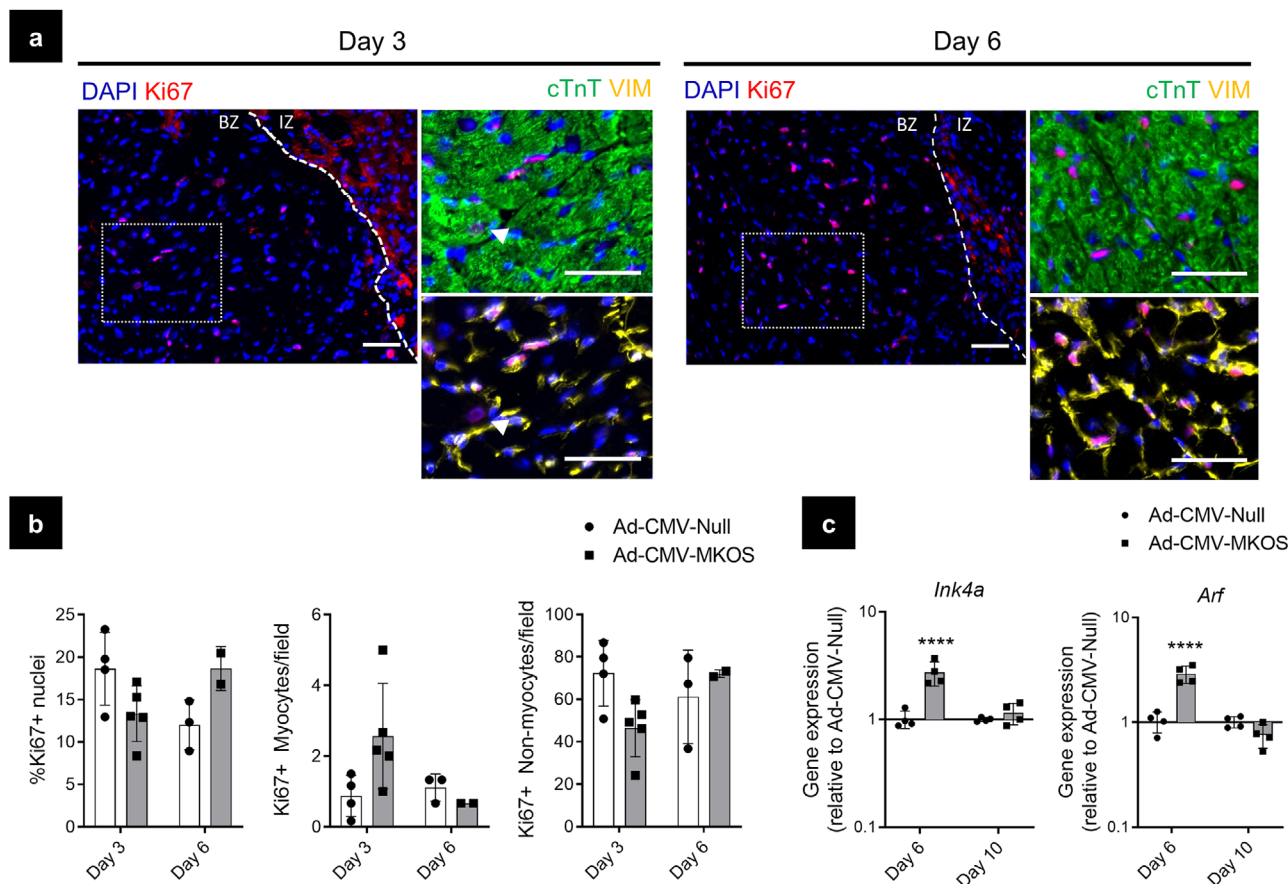 a
Day 3
Day 6
DAPI Ki67
cTnT VIM
DAPI Ki67
cTnT VIM
BZ IZ
BZ IZ
b
Ad-CMV-Null
Ad-CMV-MKOS
%Ki67+ nuclei
25
20
15
10
5
0
Day 3
Day 6
Ki67+ Myocytes/field
6
4
2
0
Day 3
Day 6
Ki67+ Non-myocytes/field
100
80
60
40
20
0
Day 3
Day 6
c
Ad-CMV-Null
Ad-CMV-MKOS
Ink4a
Gene expression
(relative to Ad-CMV-Null)
10
1
0.1
****
Day 6
Day 10
Arf
Gene expression
(relative to Ad-CMV-Null)
10
1
0.1
****
Day 6
Day 10